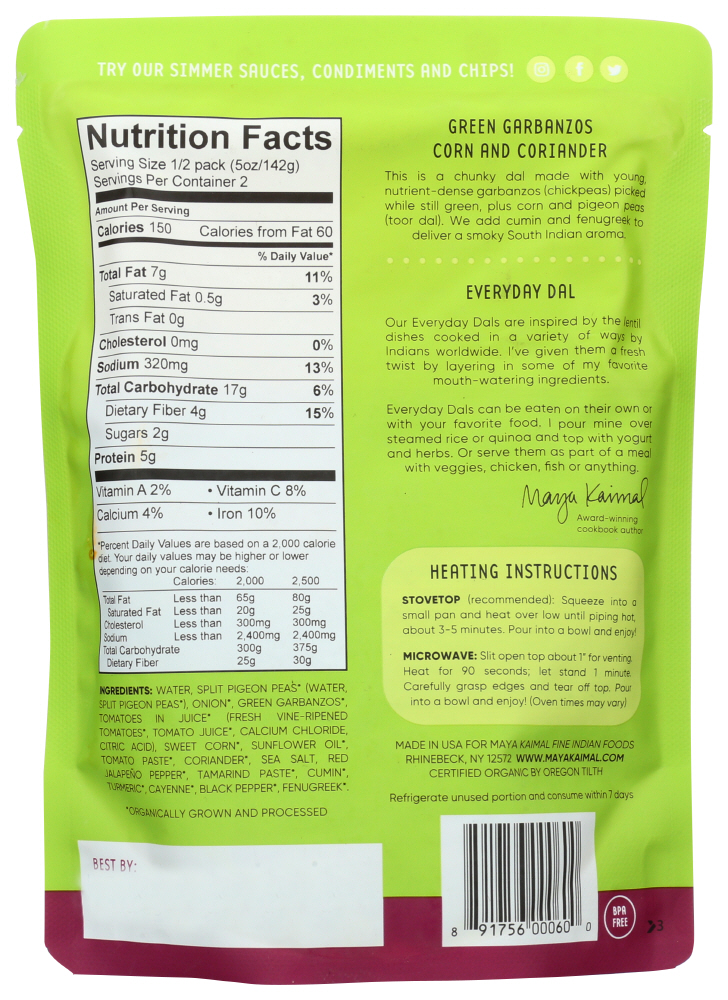 TRY OUR SIMMER SAUCES, CONDIMENTS AND CHIPS!
Nutrition Facts
Serving Size 1/2 pack (5oz/142g)
Servings Per Container 2
Amount Per Serving
Calories 150 Calories from Fat 60
% Daily Value*
Total Fat 7g 11%
Saturated Fat 0.5g 3%
Trans Fat 0g
Cholesterol 0mg 0%
Sodium 320mg 13%
Total Carbohydrate 17g 6%
Dietary Fiber 4g 15%
Sugars 2g
Protein 5g
Vitamin A 2% • Vitamin C 8%
Calcium 4% • Iron 10%
*Percent Daily Values are based on a 2,000 calorie
diet. Your daily values may be higher or lower
depending on your calorie needs:
Calories: 2,000 2,500
Total Fat Less than 65g 80g
Saturated Fat Less than 20g 25g
Cholesterol Less than 300mg 300mg
Sodium Less than 2,400mg 2,400mg
Total Carbohydrate 300g 375g
Dietary Fiber 25g 30g
INGREDIENTS: WATER, SPLIT PIGEON PEAS* (WATER,
SPLIT PIGEON PEAS*), ONION*, GREEN GARBANZOS*,
TOMATOES IN JUICE* (FRESH VINE-RIPENED
TOMATOES*, TOMATO JUICE*, CALCIUM CHLORIDE,
CITRIC ACID), SWEET CORN*, SUNFLOWER OIL*,
TOMATO PASTE*, CORIANDER*, SEA SALT, RED
JALAPEÑO PEPPER*, TAMARIND PASTE*, CUMIN*,
TURMERIC*, CAYENNE*, BLACK PEPPER*, FENUGREEK*.
*ORGANICALLY GROWN AND PROCESSED
BEST BY:
GREEN GARBANZOS
CORN AND CORIANDER
This is a chunky dal made with young,
nutrient-dense garbanzos (chickpeas) picked
while still green, plus corn and pigeon peas
(toor dal). We add cumin and fenugreek to
deliver a smoky South Indian aroma.
EVERYDAY DAL
Our Everyday Dals are inspired by the lentil
dishes cooked in a variety of ways by
Indians worldwide. I've given them a fresh
twist by layering in some of my favorite
mouth-watering ingredients.
Everyday Dals can be eaten on their own or
with your favorite food. I pour mine over
steamed rice or quinoa and top with yogurt
and herbs. Or serve them as part of a meal
with veggies, chicken, fish or anything.
Maya Kaimal
Award-winning
cookbook author
HEATING INSTRUCTIONS
STOVETOP (recommended): Squeeze into a
small pan and heat over low until piping hot,
about 3-5 minutes. Pour into a bowl and enjoy!
MICROWAVE: Slit open top about 1" for venting.
Heat for 90 seconds; let stand 1 minute.
Carefully grasp edges and tear off top. Pour
into a bowl and enjoy! (Oven times may vary)
MADE IN USA FOR MAYA KAIMAL FINE INDIAN FOODS
RHINEBECK, NY 12572 WWW.MAYAKAIMAL.COM
CERTIFIED ORGANIC BY OREGON TILTH
Refrigerate unused portion and consume within 7 days
8 91756 00060 0
BPA
FREE
3